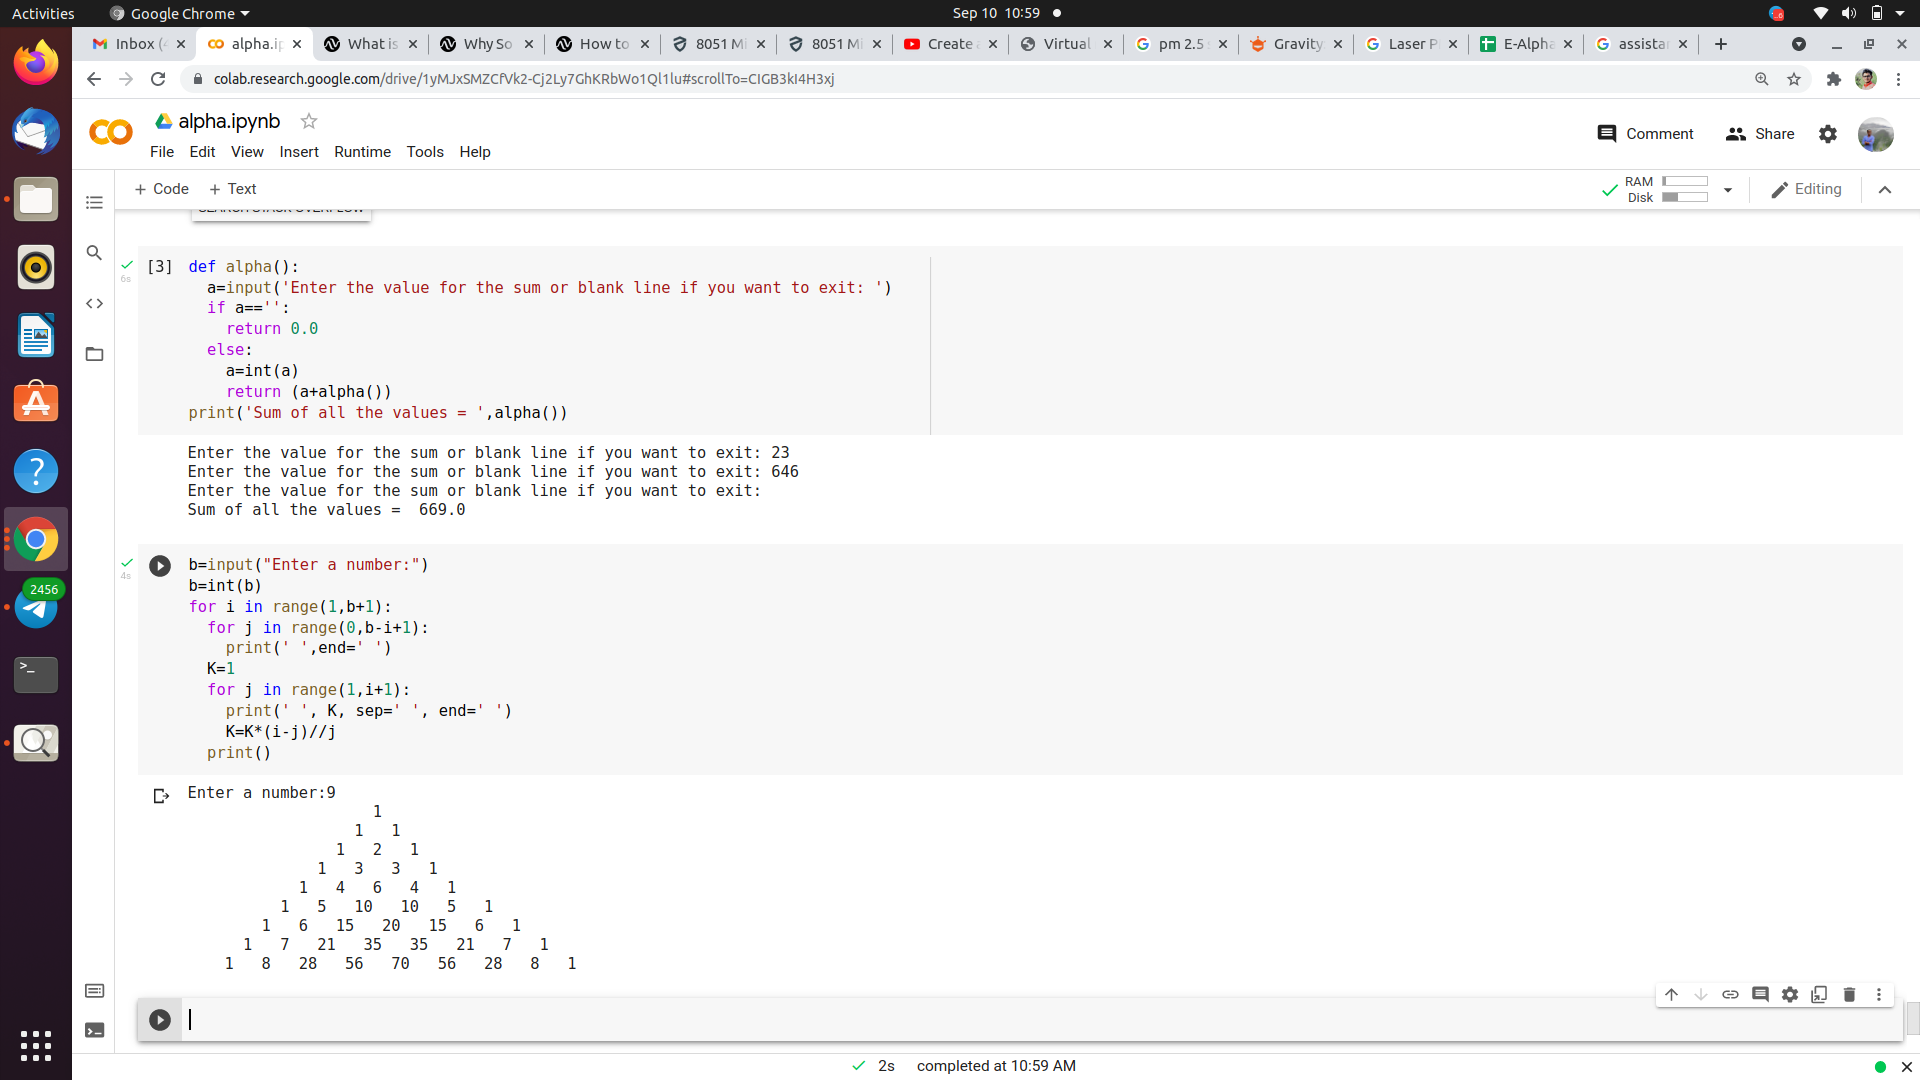 Activities
Google Chrome
Sep 10 10:59
Inbox (
alpha.ip
What is
Why So
How to
8051 Mi
8051 Mi
Create
Virtual
pm 2.5
Gravity
Laser P
E-Alpha
assistar
colab.research.google.com/drive/1yMJxSMZCfVk2-Cj2Ly7GhKRbWo1Ql1lu#scrollTo=CIGB3kI4H3xj
alpha.ipynb
File Edit View Insert Runtime Tools Help
Comment
Share
+ Code + Text
RAM
Disk
Editing
SEARCH STACK OVERFLOW
6s
[3] def alpha():
a=input('Enter the value for the sum or blank line if you want to exit: ')
if a=='':
return 0.0
else:
a=int(a)
return (a+alpha())
print('Sum of all the values = ',alpha())
Enter the value for the sum or blank line if you want to exit: 23
Enter the value for the sum or blank line if you want to exit: 646
Enter the value for the sum or blank line if you want to exit:
Sum of all the values =  669.0
4s
b=input("Enter a number:")
b=int(b)
for i in range(1,b+1):
for j in range(0,b-i+1):
print(' ',end=' ')
K=1
for j in range(1,i+1):
print(' ', K, sep=' ', end=' ')
K=K*(i-j)//j
print()
Enter a number:9
1
1 1
1 2 1
1 3 3 1
1 4 6 4 1
1 5 10 10 5 1
1 6 15 20 15 6 1
1 7 21 35 35 21 7 1
1 8 28 56 70 56 28 8 1
2456
2s completed at 10:59 AM